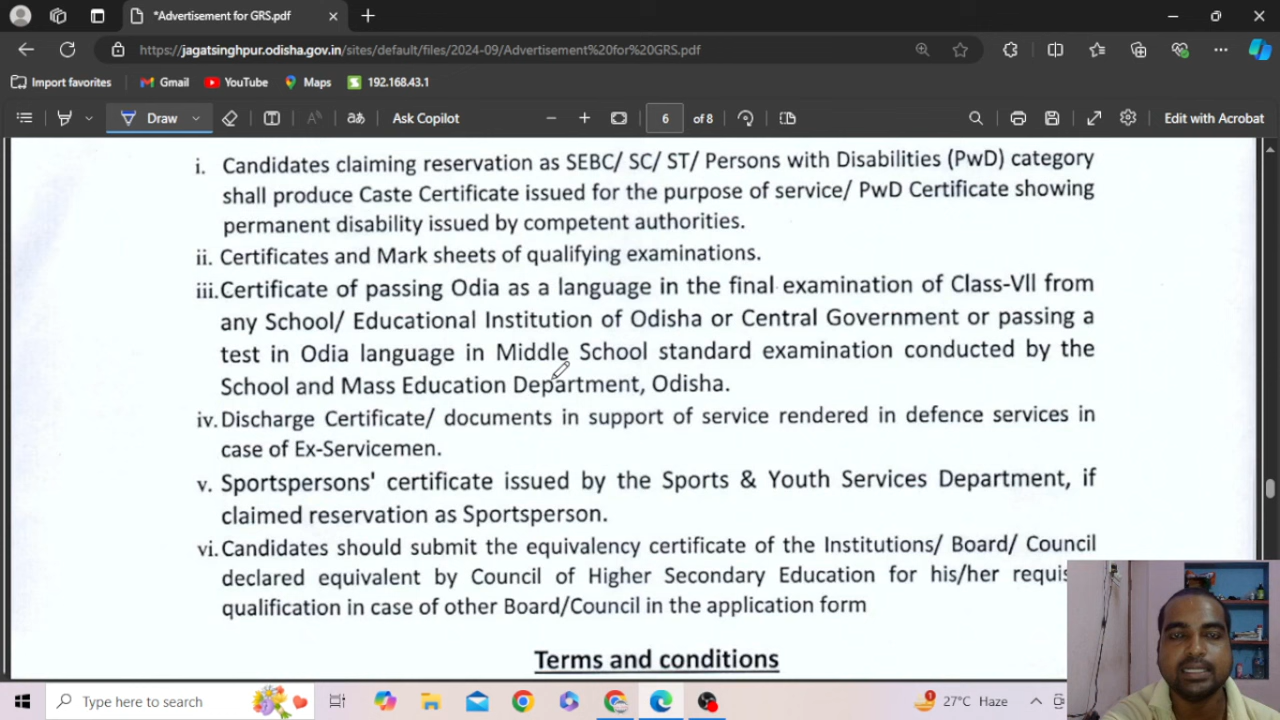 *Advertisement for GRS.pdf
https://jagatsinghpur.odisha.gov.in/sites/default/files/2024-09/Advertisement%20for%20GRS.pdf
Import favorites Gmail YouTube Maps 192.168.43.1
Draw Ask Copilot 6 of 8 Edit with Acrobat
i. Candidates claiming reservation as SEBC/ SC/ ST/ Persons with Disabilities (PwD) category
shall produce Caste Certificate issued for the purpose of service/ PwD Certificate showing
permanent disability issued by competent authorities.
ii. Certificates and Mark sheets of qualifying examinations.
iii. Certificate of passing Odia as a language in the final examination of Class-Vll from
any School/ Educational Institution of Odisha or Central Government or passing a
test in Odia language in Middle School standard examination conducted by the
School and Mass Education Department, Odisha.
iv. Discharge Certificate/ documents in support of service rendered in defence services in
case of Ex-Servicemen.
v. Sportspersons' certificate issued by the Sports & Youth Services Department, if
claimed reservation as Sportsperson.
vi. Candidates should submit the equivalency certificate of the Institutions/ Board/ Council
declared equivalent by Council of Higher Secondary Education for his/her
qualification in case of other Board/Council in the application form
Terms and conditions
Type here to search 1 27°C Haze